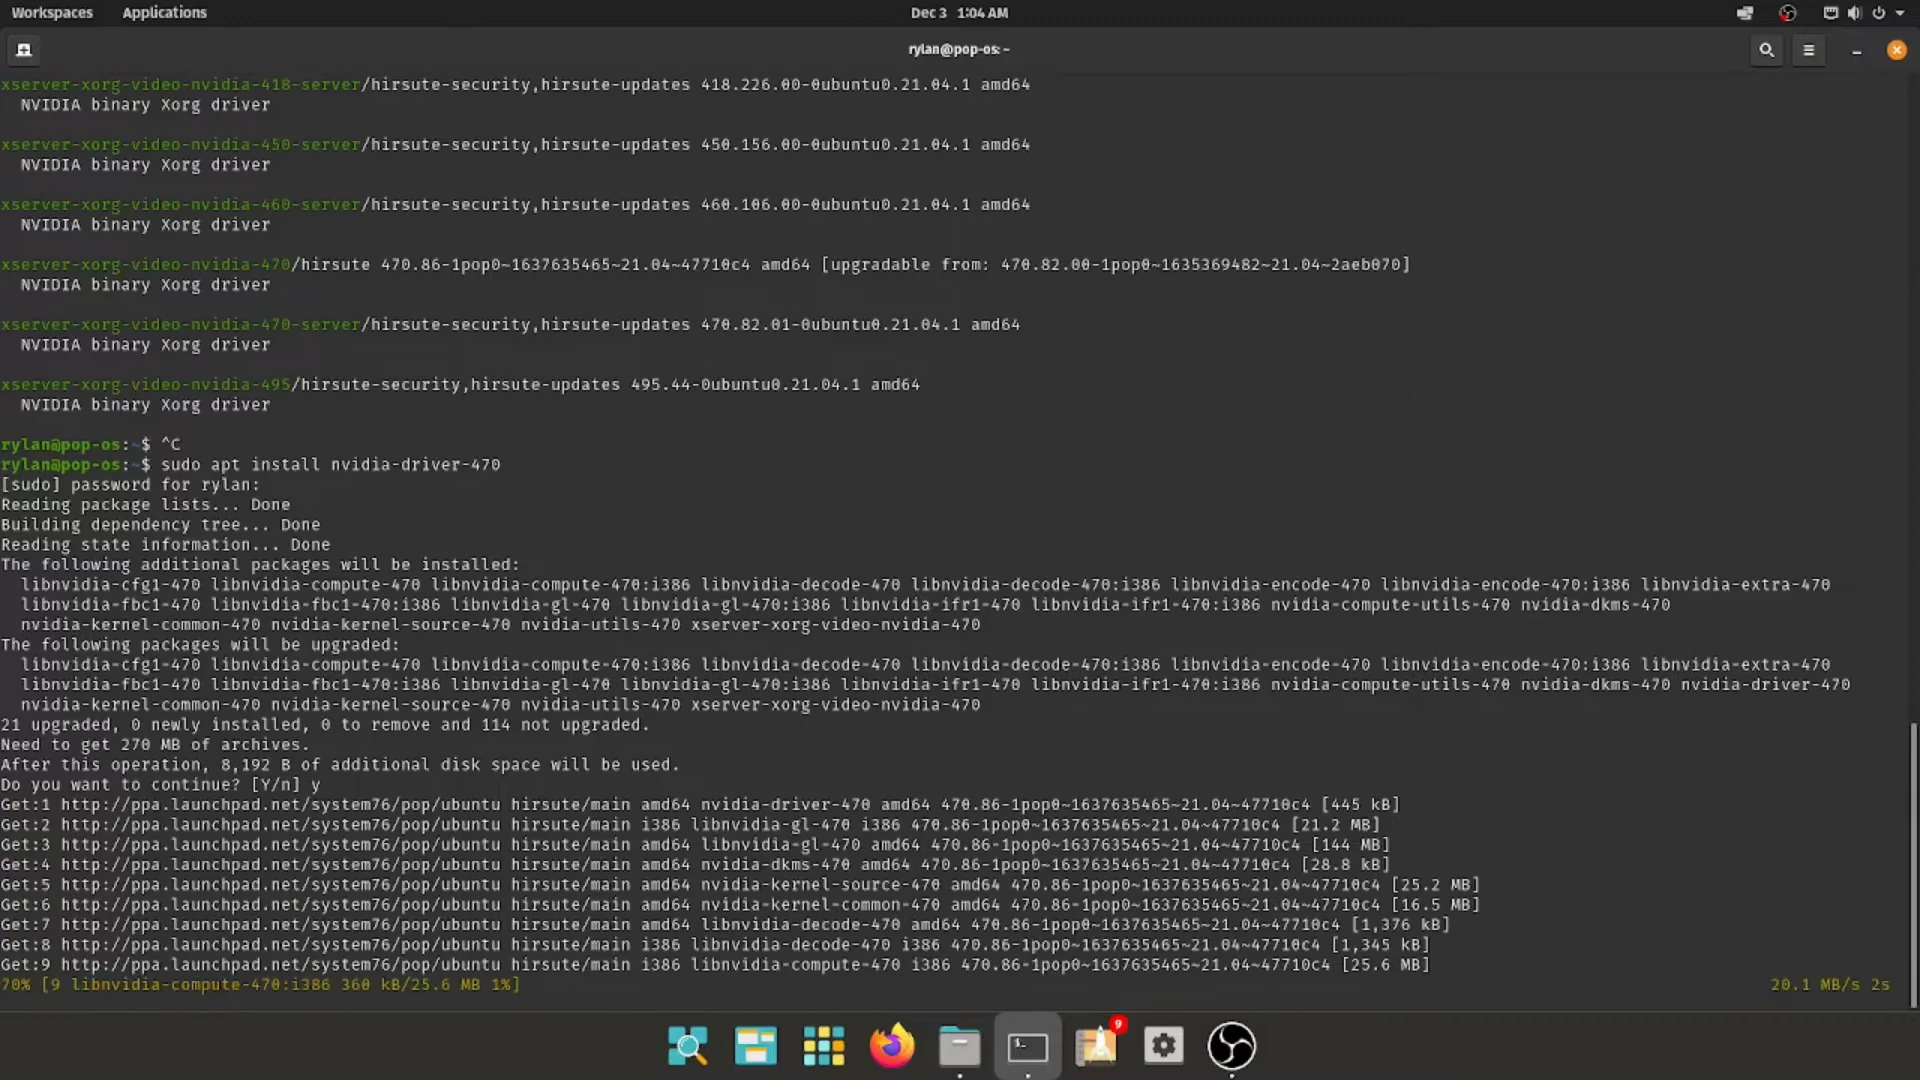 Workspaces Applications Dec 3 1:04 AM
rylan@pop-os: ~
xserver-xorg-video-nvidia-418-server/hirsute-security,hirsute-updates 418.226.00-0ubuntu0.21.04.1 amd64
NVIDIA binary Xorg driver
xserver-xorg-video-nvidia-450-server/hirsute-security,hirsute-updates 450.156.00-0ubuntu0.21.04.1 amd64
NVIDIA binary Xorg driver
xserver-xorg-video-nvidia-460-server/hirsute-security,hirsute-updates 460.106.00-0ubuntu0.21.04.1 amd64
NVIDIA binary Xorg driver
xserver-xorg-video-nvidia-470/hirsute 470.86-1pop0~1637635465~21.04~47710c4 amd64 [upgradable from: 470.82.00-1pop0~1635369482~21.04~2aeb070]
NVIDIA binary Xorg driver
xserver-xorg-video-nvidia-470-server/hirsute-security,hirsute-updates 470.82.01-0ubuntu0.21.04.1 amd64
NVIDIA binary Xorg driver
xserver-xorg-video-nvidia-495/hirsute-security,hirsute-updates 495.44-0ubuntu0.21.04.1 amd64
NVIDIA binary Xorg driver
rylan@pop-os:~$ ^C
rylan@pop-os:~$ sudo apt install nvidia-driver-470
[sudo] password for rylan:
Reading package lists... Done
Building dependency tree... Done
Reading state information... Done
The following additional packages will be installed:
libnvidia-cfg1-470 libnvidia-compute-470 libnvidia-compute-470:i386 libnvidia-decode-470 libnvidia-decode-470:i386 libnvidia-encode-470 libnvidia-encode-470:i386 libnvidia-extra-470
libnvidia-fbc1-470 libnvidia-fbc1-470:i386 libnvidia-gl-470 libnvidia-gl-470:i386 libnvidia-ifr1-470 libnvidia-ifr1-470:i386 nvidia-compute-utils-470 nvidia-dkms-470
nvidia-kernel-common-470 nvidia-kernel-source-470 nvidia-utils-470 xserver-xorg-video-nvidia-470
The following packages will be upgraded:
libnvidia-cfg1-470 libnvidia-compute-470 libnvidia-compute-470:i386 libnvidia-decode-470 libnvidia-decode-470:i386 libnvidia-encode-470 libnvidia-encode-470:i386 libnvidia-extra-470
libnvidia-fbc1-470 libnvidia-fbc1-470:i386 libnvidia-gl-470 libnvidia-gl-470:i386 libnvidia-ifr1-470 libnvidia-ifr1-470:i386 nvidia-compute-utils-470 nvidia-dkms-470 nvidia-driver-470
nvidia-kernel-common-470 nvidia-kernel-source-470 nvidia-utils-470 xserver-xorg-video-nvidia-470
21 upgraded, 0 newly installed, 0 to remove and 114 not upgraded.
Need to get 270 MB of archives.
After this operation, 8,192 B of additional disk space will be used.
Do you want to continue? [Y/n] y
Get:1 http://ppa.launchpad.net/system76/pop/ubuntu hirsute/main amd64 nvidia-driver-470 amd64 470.86-1pop0~1637635465~21.04~47710c4 [445 kB]
Get:2 http://ppa.launchpad.net/system76/pop/ubuntu hirsute/main i386 libnvidia-gl-470 i386 470.86-1pop0~1637635465~21.04~47710c4 [21.2 MB]
Get:3 http://ppa.launchpad.net/system76/pop/ubuntu hirsute/main amd64 libnvidia-gl-470 amd64 470.86-1pop0~1637635465~21.04~47710c4 [144 MB]
Get:4 http://ppa.launchpad.net/system76/pop/ubuntu hirsute/main amd64 nvidia-dkms-470 amd64 470.86-1pop0~1637635465~21.04~47710c4 [28.8 kB]
Get:5 http://ppa.launchpad.net/system76/pop/ubuntu hirsute/main amd64 nvidia-kernel-source-470 amd64 470.86-1pop0~1637635465~21.04~47710c4 [25.2 MB]
Get:6 http://ppa.launchpad.net/system76/pop/ubuntu hirsute/main amd64 nvidia-kernel-common-470 amd64 470.86-1pop0~1637635465~21.04~47710c4 [16.5 MB]
Get:7 http://ppa.launchpad.net/system76/pop/ubuntu hirsute/main amd64 libnvidia-decode-470 amd64 470.86-1pop0~1637635465~21.04~47710c4 [1,376 kB]
Get:8 http://ppa.launchpad.net/system76/pop/ubuntu hirsute/main i386 libnvidia-decode-470 i386 470.86-1pop0~1637635465~21.04~47710c4 [1,345 kB]
Get:9 http://ppa.launchpad.net/system76/pop/ubuntu hirsute/main i386 libnvidia-compute-470 i386 470.86-1pop0~1637635465~21.04~47710c4 [25.6 MB]
70% [9 libnvidia-compute-470:i386 360 kB/25.6 MB 1%] 20.1 MB/s 2s
9